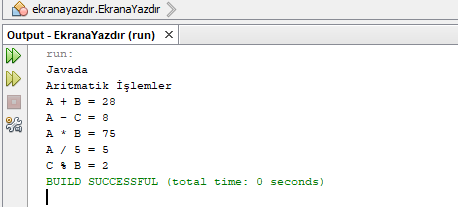 ekranayazdır.EkranaYazdır
Output - EkranaYazdır (run)
run:
Javada
Aritmatik İşlemler
A + B = 28
A - C = 8
A * B = 75
A / 5 = 5
C % B = 2
BUILD SUCCESSFUL (total time: 0 seconds)